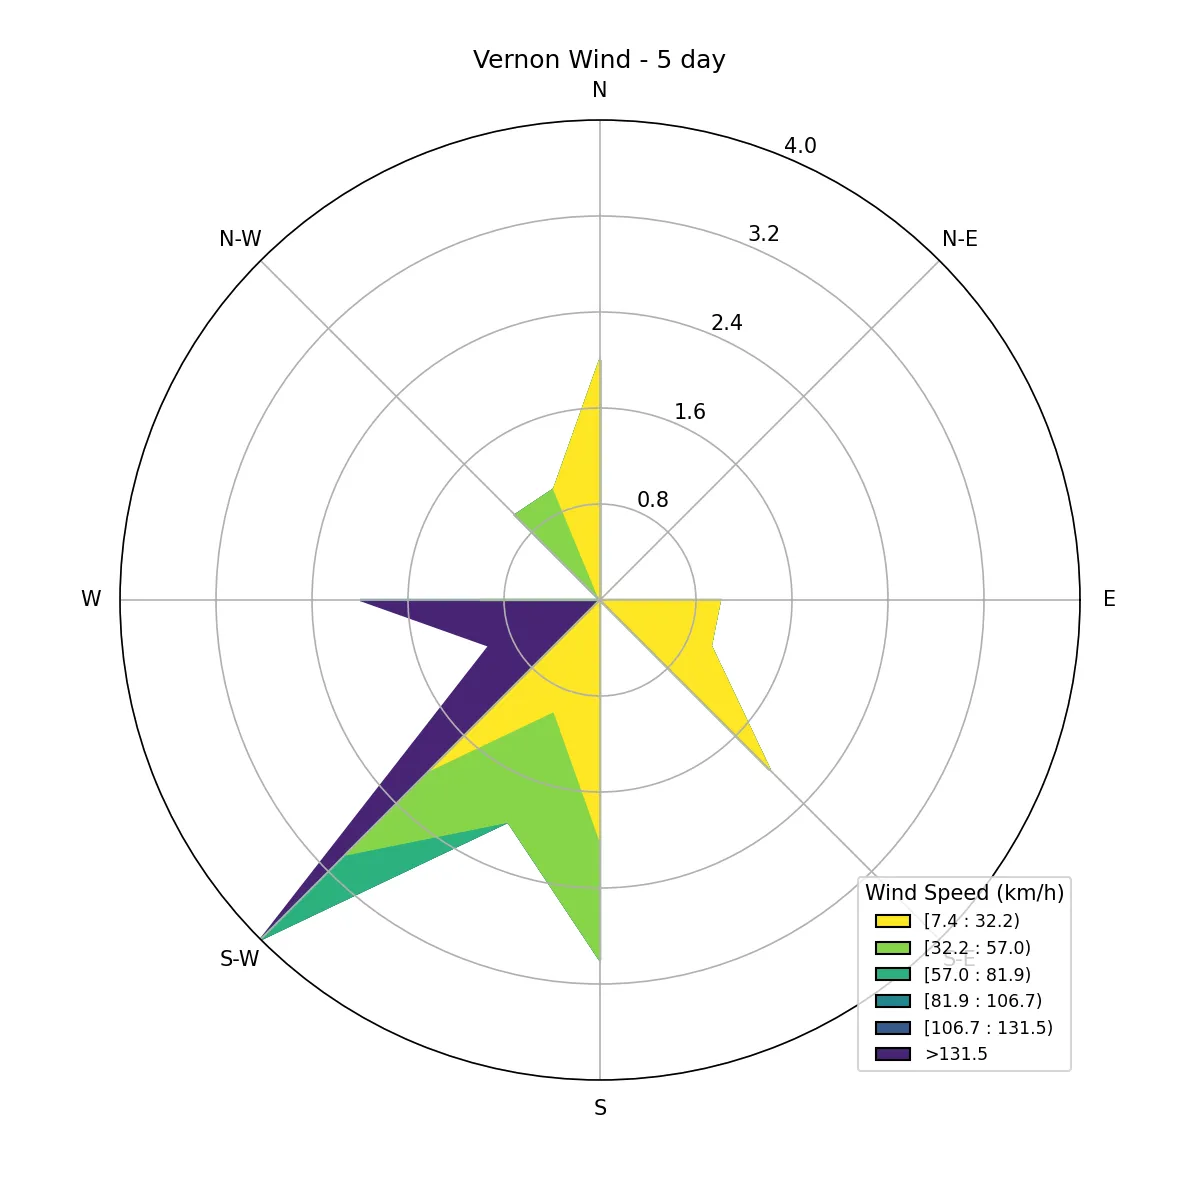 Vernon Wind - 5 day
N
4.0
N-W
3.2
N-E
2.4
1.6
0.8
W
E
S-W
S-E
S
Wind Speed (km/h)
[7.4 : 32.2)
[32.2 : 57.0)
[57.0 : 81.9)
[81.9 : 106.7)
[106.7 : 131.5)
>131.5